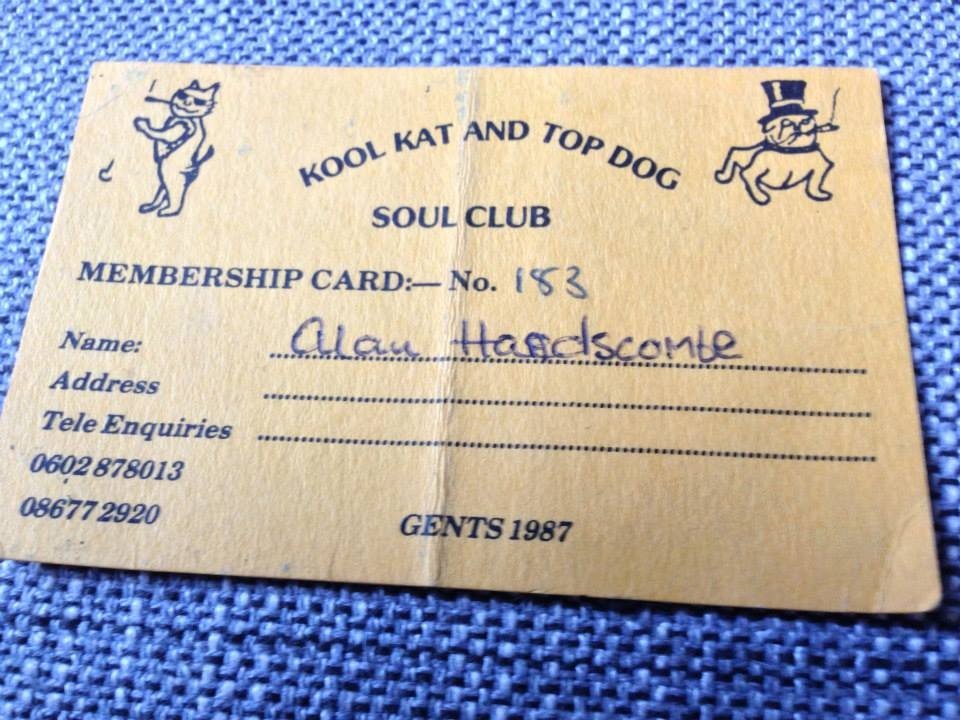 KOOL KAT AND TOP DOG
SOUL CLUB
MEMBERSHIP CARD:— No. 183
Name: Alan Handscombe
Address
Tele Enquiries
0602 878013
08677 2920
GENTS 1987